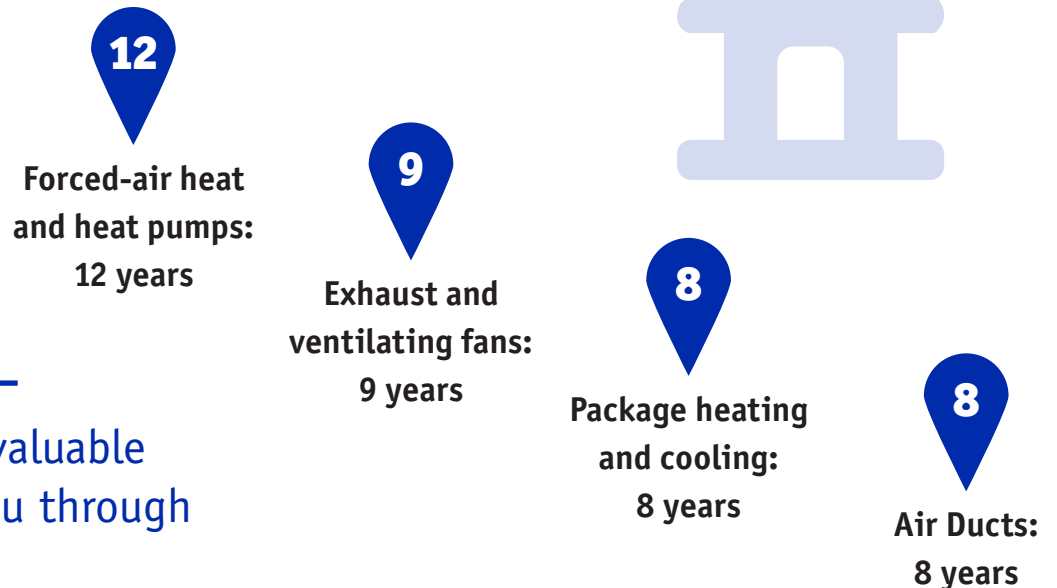 12
Forced-air heat
and heat pumps:
12 years
9
Exhaust and
ventilating fans:
9 years
8
Package heating
and cooling:
8 years
8
Air Ducts:
8 years
valuable
u through